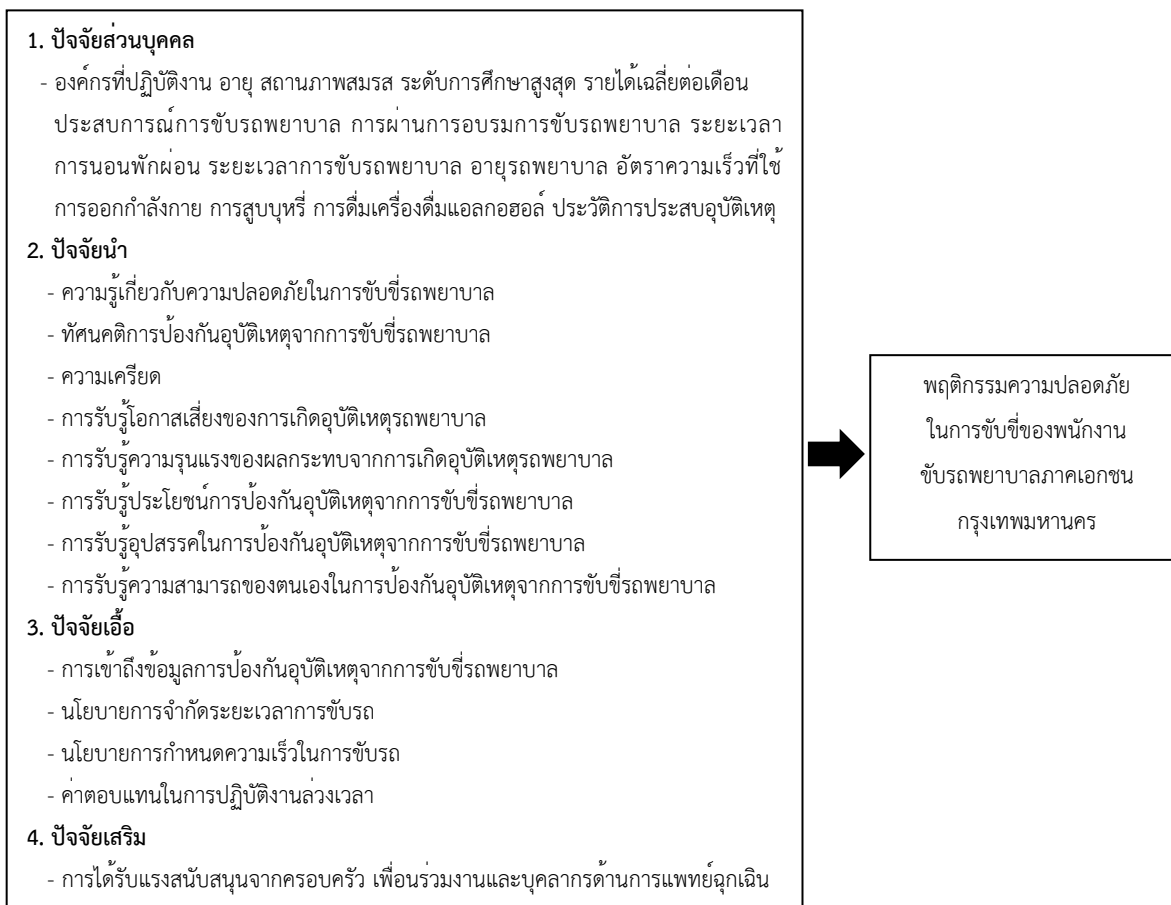 1. ปัจจัยส่วนบุคคล
- องค์กรที่ปฏิบัติงาน อายุ สถานภาพสมรส ระดับการศึกษาสูงสุด รายได้เฉลี่ยต่อเดือน
ประสบการณ์การขับรถพยาบาล การผ่านการอบรมการขับรถพยาบาล ระยะเวลา
การนอนพักผ่อน ระยะเวลาการขับรถพยาบาล อายุรถพยาบาล อัตราความเร็วที่ใช้
การออกกำลังกาย การสูบบุหรี่ การดื่มเครื่องดื่มแอลกอฮอล์ ประวัติการประสบอุบัติเหตุ
2. ปัจจัยนำ
- ความรู้เกี่ยวกับความปลอดภัยในการขับขี่รถพยาบาล
- ทัศนคติการป้องกันอุบัติเหตุจากการขับขี่รถพยาบาล
- ความเครียด
- การรับรู้โอกาสเสี่ยงของการเกิดอุบัติเหตุรถพยาบาล
- การรับรู้ความรุนแรงของผลกระทบจากการเกิดอุบัติเหตุรถพยาบาล
- การรับรู้ประโยชน์การป้องกันอุบัติเหตุจากการขับขี่รถพยาบาล
- การรับรู้อุปสรรคในการป้องกันอุบัติเหตุจากการขับขี่รถพยาบาล
- การรับรู้ความสามารถของตนเองในการป้องกันอุบัติเหตุจากการขับขี่รถพยาบาล
3. ปัจจัยเอื้อ
- การเข้าถึงข้อมูลการป้องกันอุบัติเหตุจากการขับขี่รถพยาบาล
- นโยบายการจำกัดระยะเวลาการขับรถ
- นโยบายการกำหนดความเร็วในการขับรถ
- ค่าตอบแทนในการปฏิบัติงานล่วงเวลา
4. ปัจจัยเสริม
- การได้รับแรงสนับสนุนจากครอบครัว เพื่อนร่วมงานและบุคลากรด้านการแพทย์ฉุกเฉิน
พฤติกรรมความปลอดภัย
ในการขับขี่ของพนักงาน
ขับรถพยาบาลภาคเอกชน
กรุงเทพมหานคร